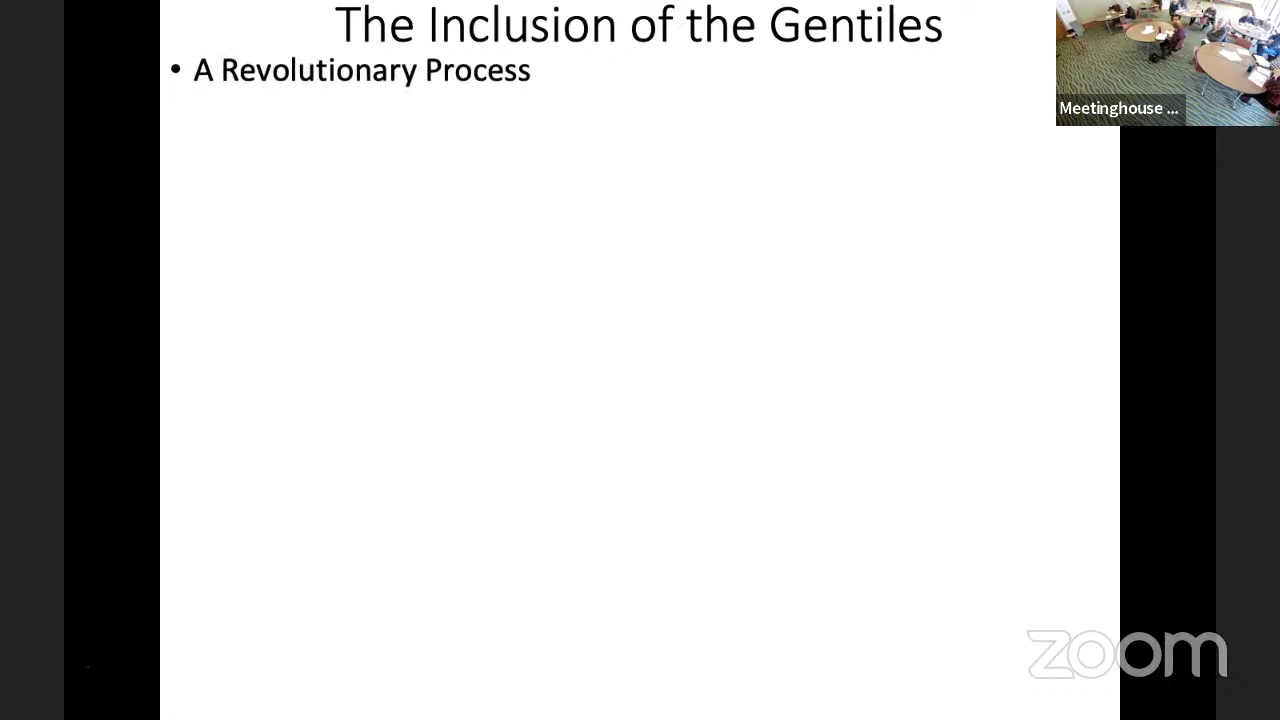 The Inclusion of the Gentiles
• A Revolutionary Process
Meetinghouse ...
zoom